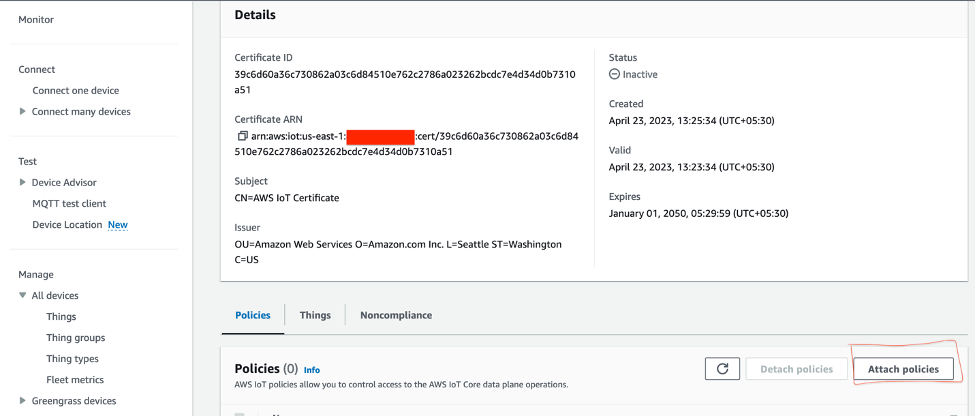 Monitor
Connect
Connect one device
Connect many devices
Test
Device Advisor
MQTT test client
Device Location New
Manage
All devices
Things
Thing groups
Thing types
Fleet metrics
Greengrass devices
Details
Certificate ID
39c6d60a36c730862a03c6d84510e762c2786a023262bcdc7e4d34d0b7310
a51
Certificate ARN
arn:aws:iot:us-east-1: :cert/39c6d60a36c730862a03c6d84
510e762c2786a023262bcdc7e4d34d0b7310a51
Subject
CN=AWS IoT Certificate
Issuer
OU=Amazon Web Services O=Amazon.com Inc. L=Seattle ST=Washington
C=US
Status
Inactive
Created
April 23, 2023, 13:25:34 (UTC+05:30)
Valid
April 23, 2023, 13:23:34 (UTC+05:30)
Expires
January 01, 2050, 05:29:59 (UTC+05:30)
Policies Things Noncompliance
Policies (0) Info
AWS IoT policies allow you to control access to the AWS IoT Core data plane operations.
Detach policies Attach policies